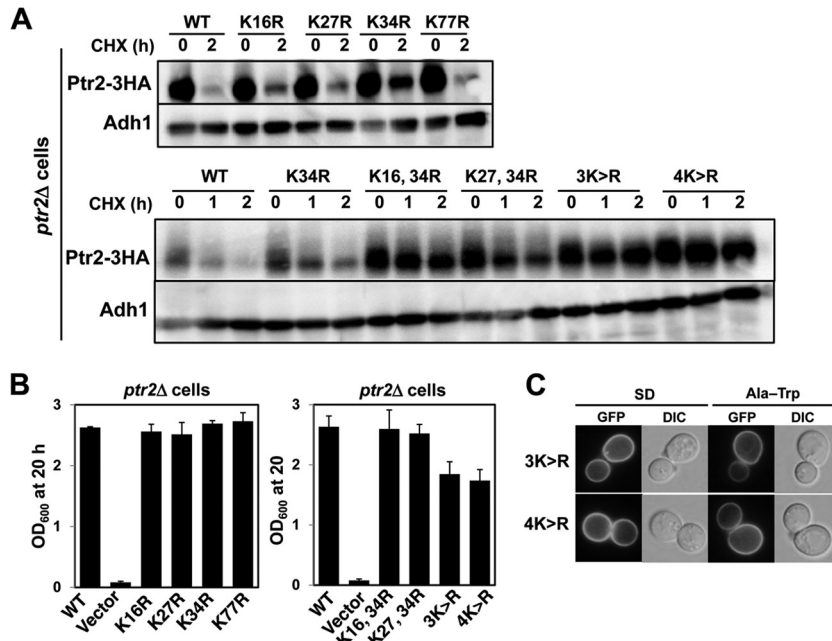 A
WT K16R K27R K34R K77R
CHX (h) 0 2 0 2 0 2 0 2 0 2
Ptr2-3HA
Adh1
ptr2Δ cells
WT K34R K16, 34R K27, 34R 3K>R 4K>R
CHX (h) 0 1 2 0 1 2 0 1 2 0 1 2 0 1 2 0 1 2
Ptr2-3HA
Adh1
B
ptr2Δ cells
OD600 at 20 h
3
2
1
0
WT Vector K16R K27R K34R K77R
ptr2Δ cells
OD600 at 20
3
2
1
0
WT Vector K16, 34R K27, 34R 3K>R 4K>R
C
SD Ala–Trp
GFP DIC GFP DIC
3K>R
4K>R